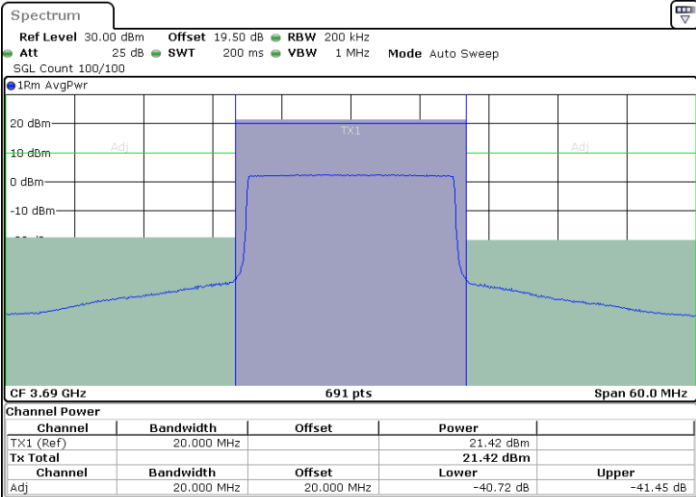 Spectrum
Ref Level 30.00 dBm Offset 19.50 dB RBW 200 kHz
Att 25 dB SWT 200 ms VBW 1 MHz Mode Auto Sweep
SGL Count 100/100
1Rm AvgPwr
20 dBm
TX1
Adj Adj
10 dBm
0 dBm
-10 dBm
CF 3.69 GHz 691 pts Span 60.0 MHz
Channel Power
Channel Bandwidth Offset Power
TX1 (Ref) 20.000 MHz 21.42 dBm
Tx Total 21.42 dBm
Channel Bandwidth Offset Lower Upper
Adj 20.000 MHz 20.000 MHz -40.72 dB -41.45 dB